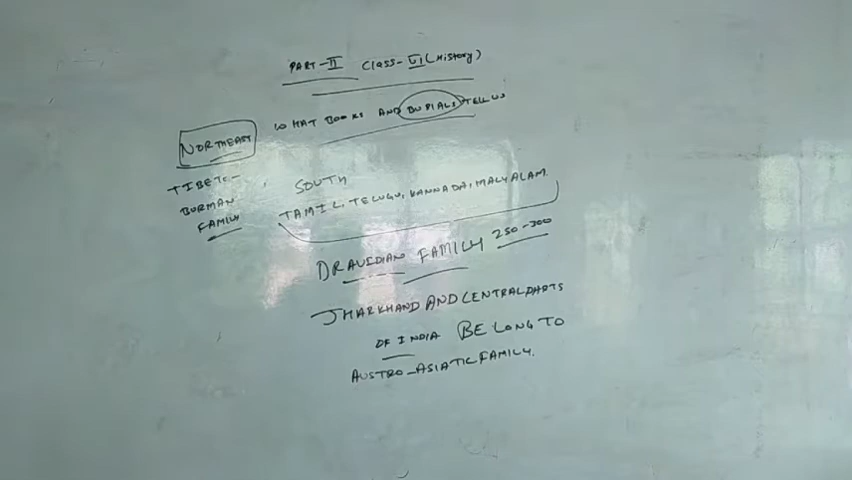 PART-II Class-VI (History)
WHAT BOOKS AND BURIALS TELL US
NORTHEAST
TIBETO-
BURMAN
FAMILY
SOUTH
TAMIL, TELUGU, KANNADA, MALYALAM.
DRAVIDIAN FAMILY 250-300
JHARKHAND AND CENTRAL PARTS
OF INDIA BELONG TO
AUSTRO-ASIATIC FAMILY.